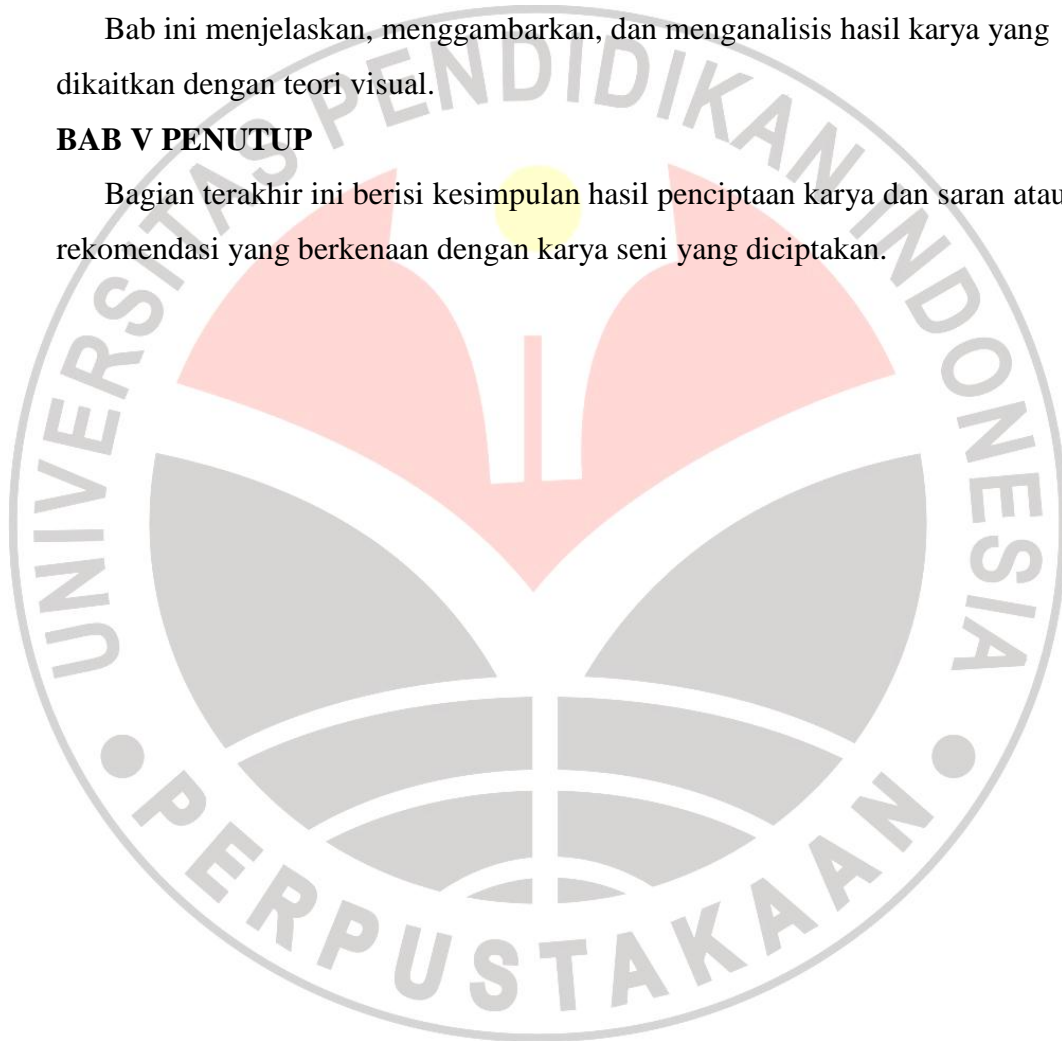 Bab ini menjelaskan, menggambarkan, dan menganalisis hasil karya yang
dikaitkan dengan teori visual.
BAB V PENUTUP
Bagian terakhir ini berisi kesimpulan hasil penciptaan karya dan saran atau
rekomendasi yang berkenaan dengan karya seni yang diciptakan.
UNIVERSITAS PENDIDIKAN INDONESIA
PERPUSTAKAAN